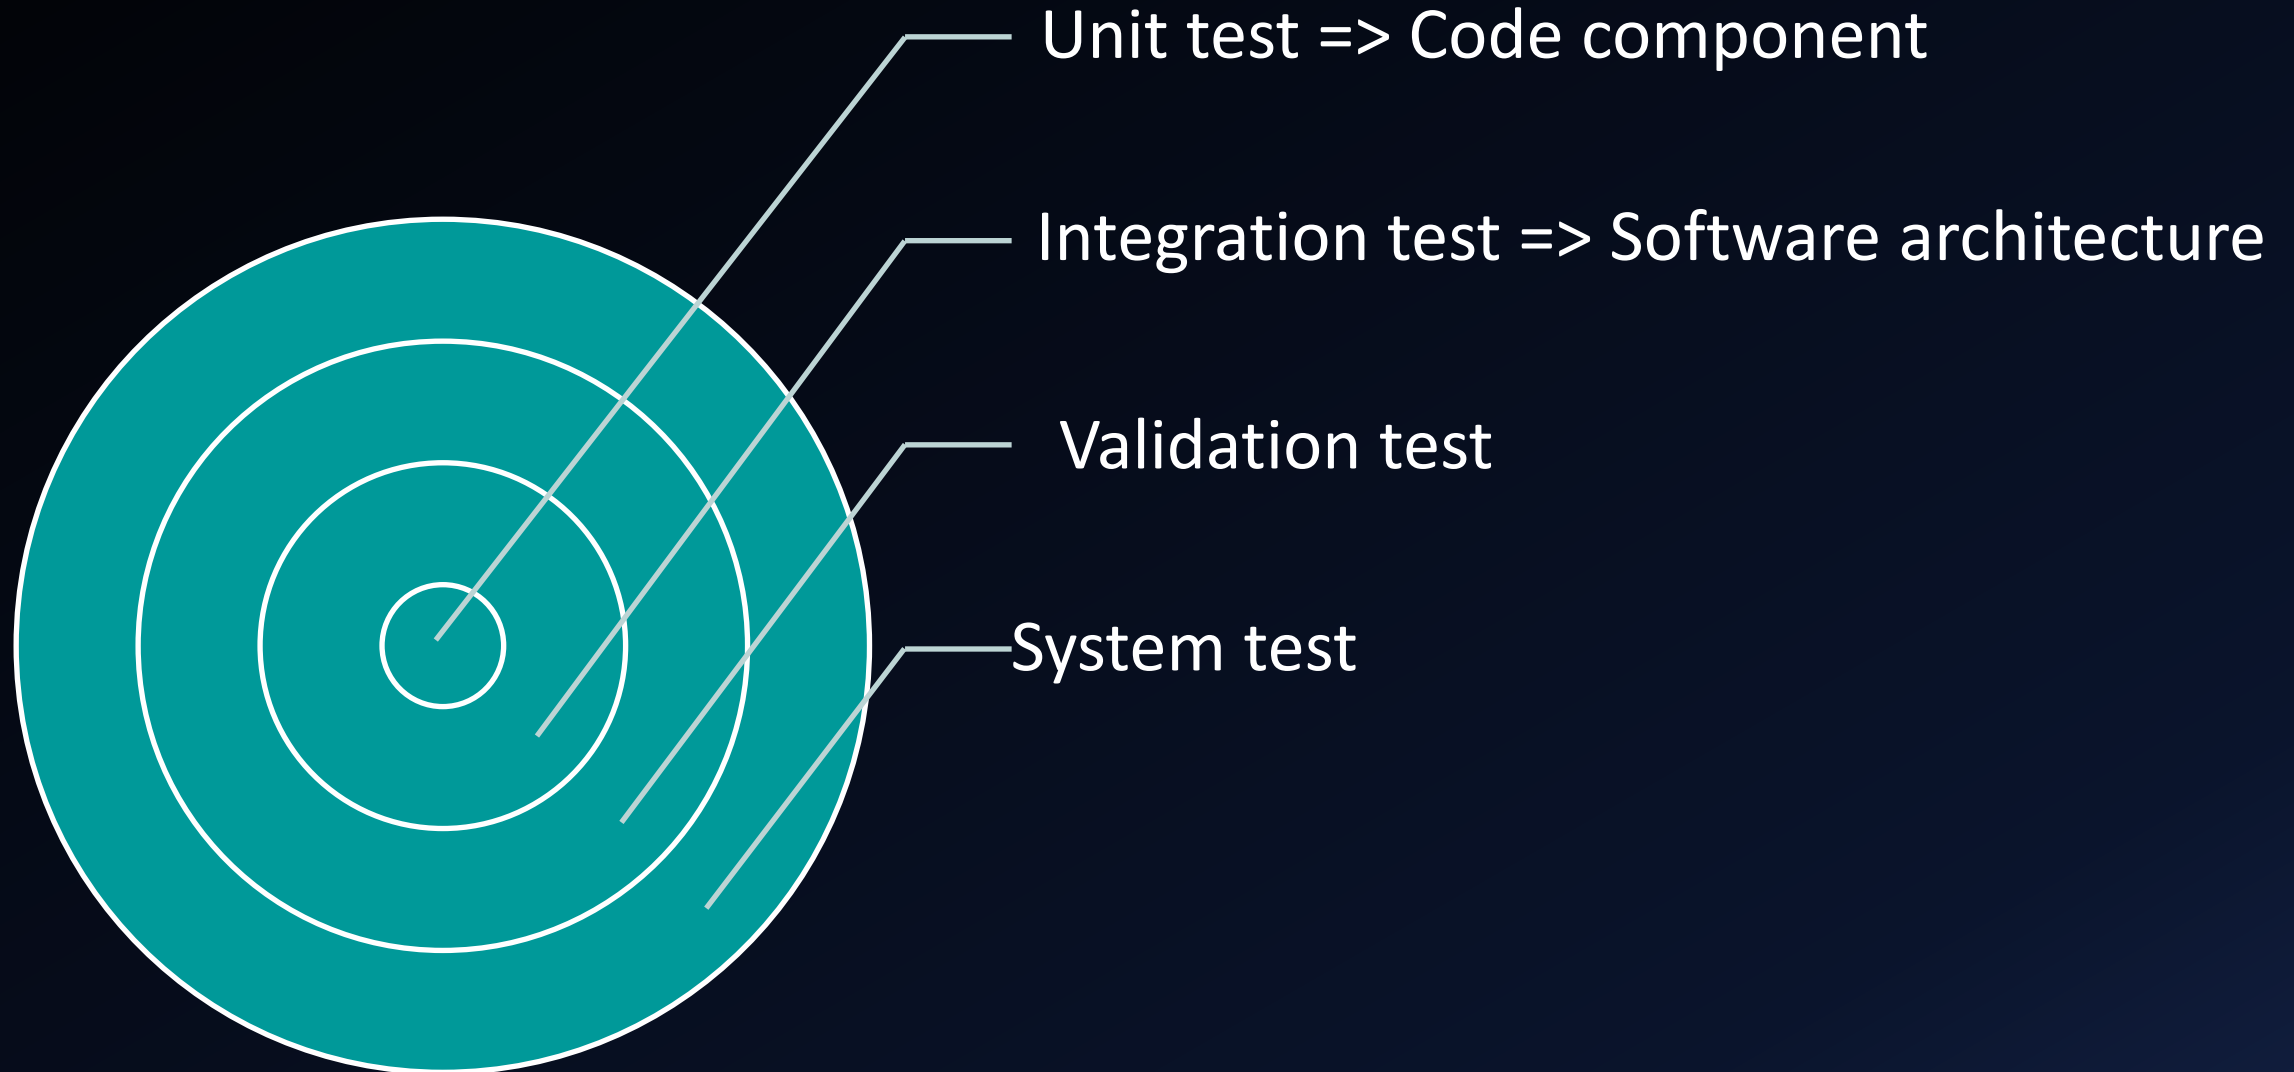 Unit test => Code component
Integration test => Software architecture
Validation test
System test